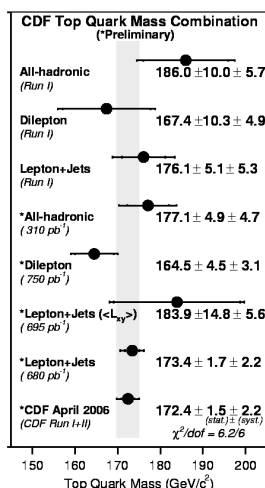 CDF Top Quark Mass Combination
(*Preliminary)
All-hadronic 186.0 ±10.0 ± 5.7
(Run I)
Dilepton 167.4 ±10.3 ± 4.9
(Run I)
Lepton+Jets 176.1 ± 5.1 ± 5.3
(Run I)
*All-hadronic 177.1 ± 4.9 ± 4.7
( 310 pb⁻¹)
*Dilepton 164.5 ± 4.5 ± 3.1
( 750 pb⁻¹)
*Lepton+Jets (<Lxy>) 183.9 ±14.8 ± 5.6
( 695 pb⁻¹)
*Lepton+Jets 173.4 ± 1.7 ± 2.2
( 680 pb⁻¹)
*CDF April 2006 172.4 ± 1.5 ± 2.2
(CDF Run I+II) (stat.) ± (syst.)
χ²/dof = 6.2/6
150 160 170 180 190 200
Top Quark Mass (GeV/c²)